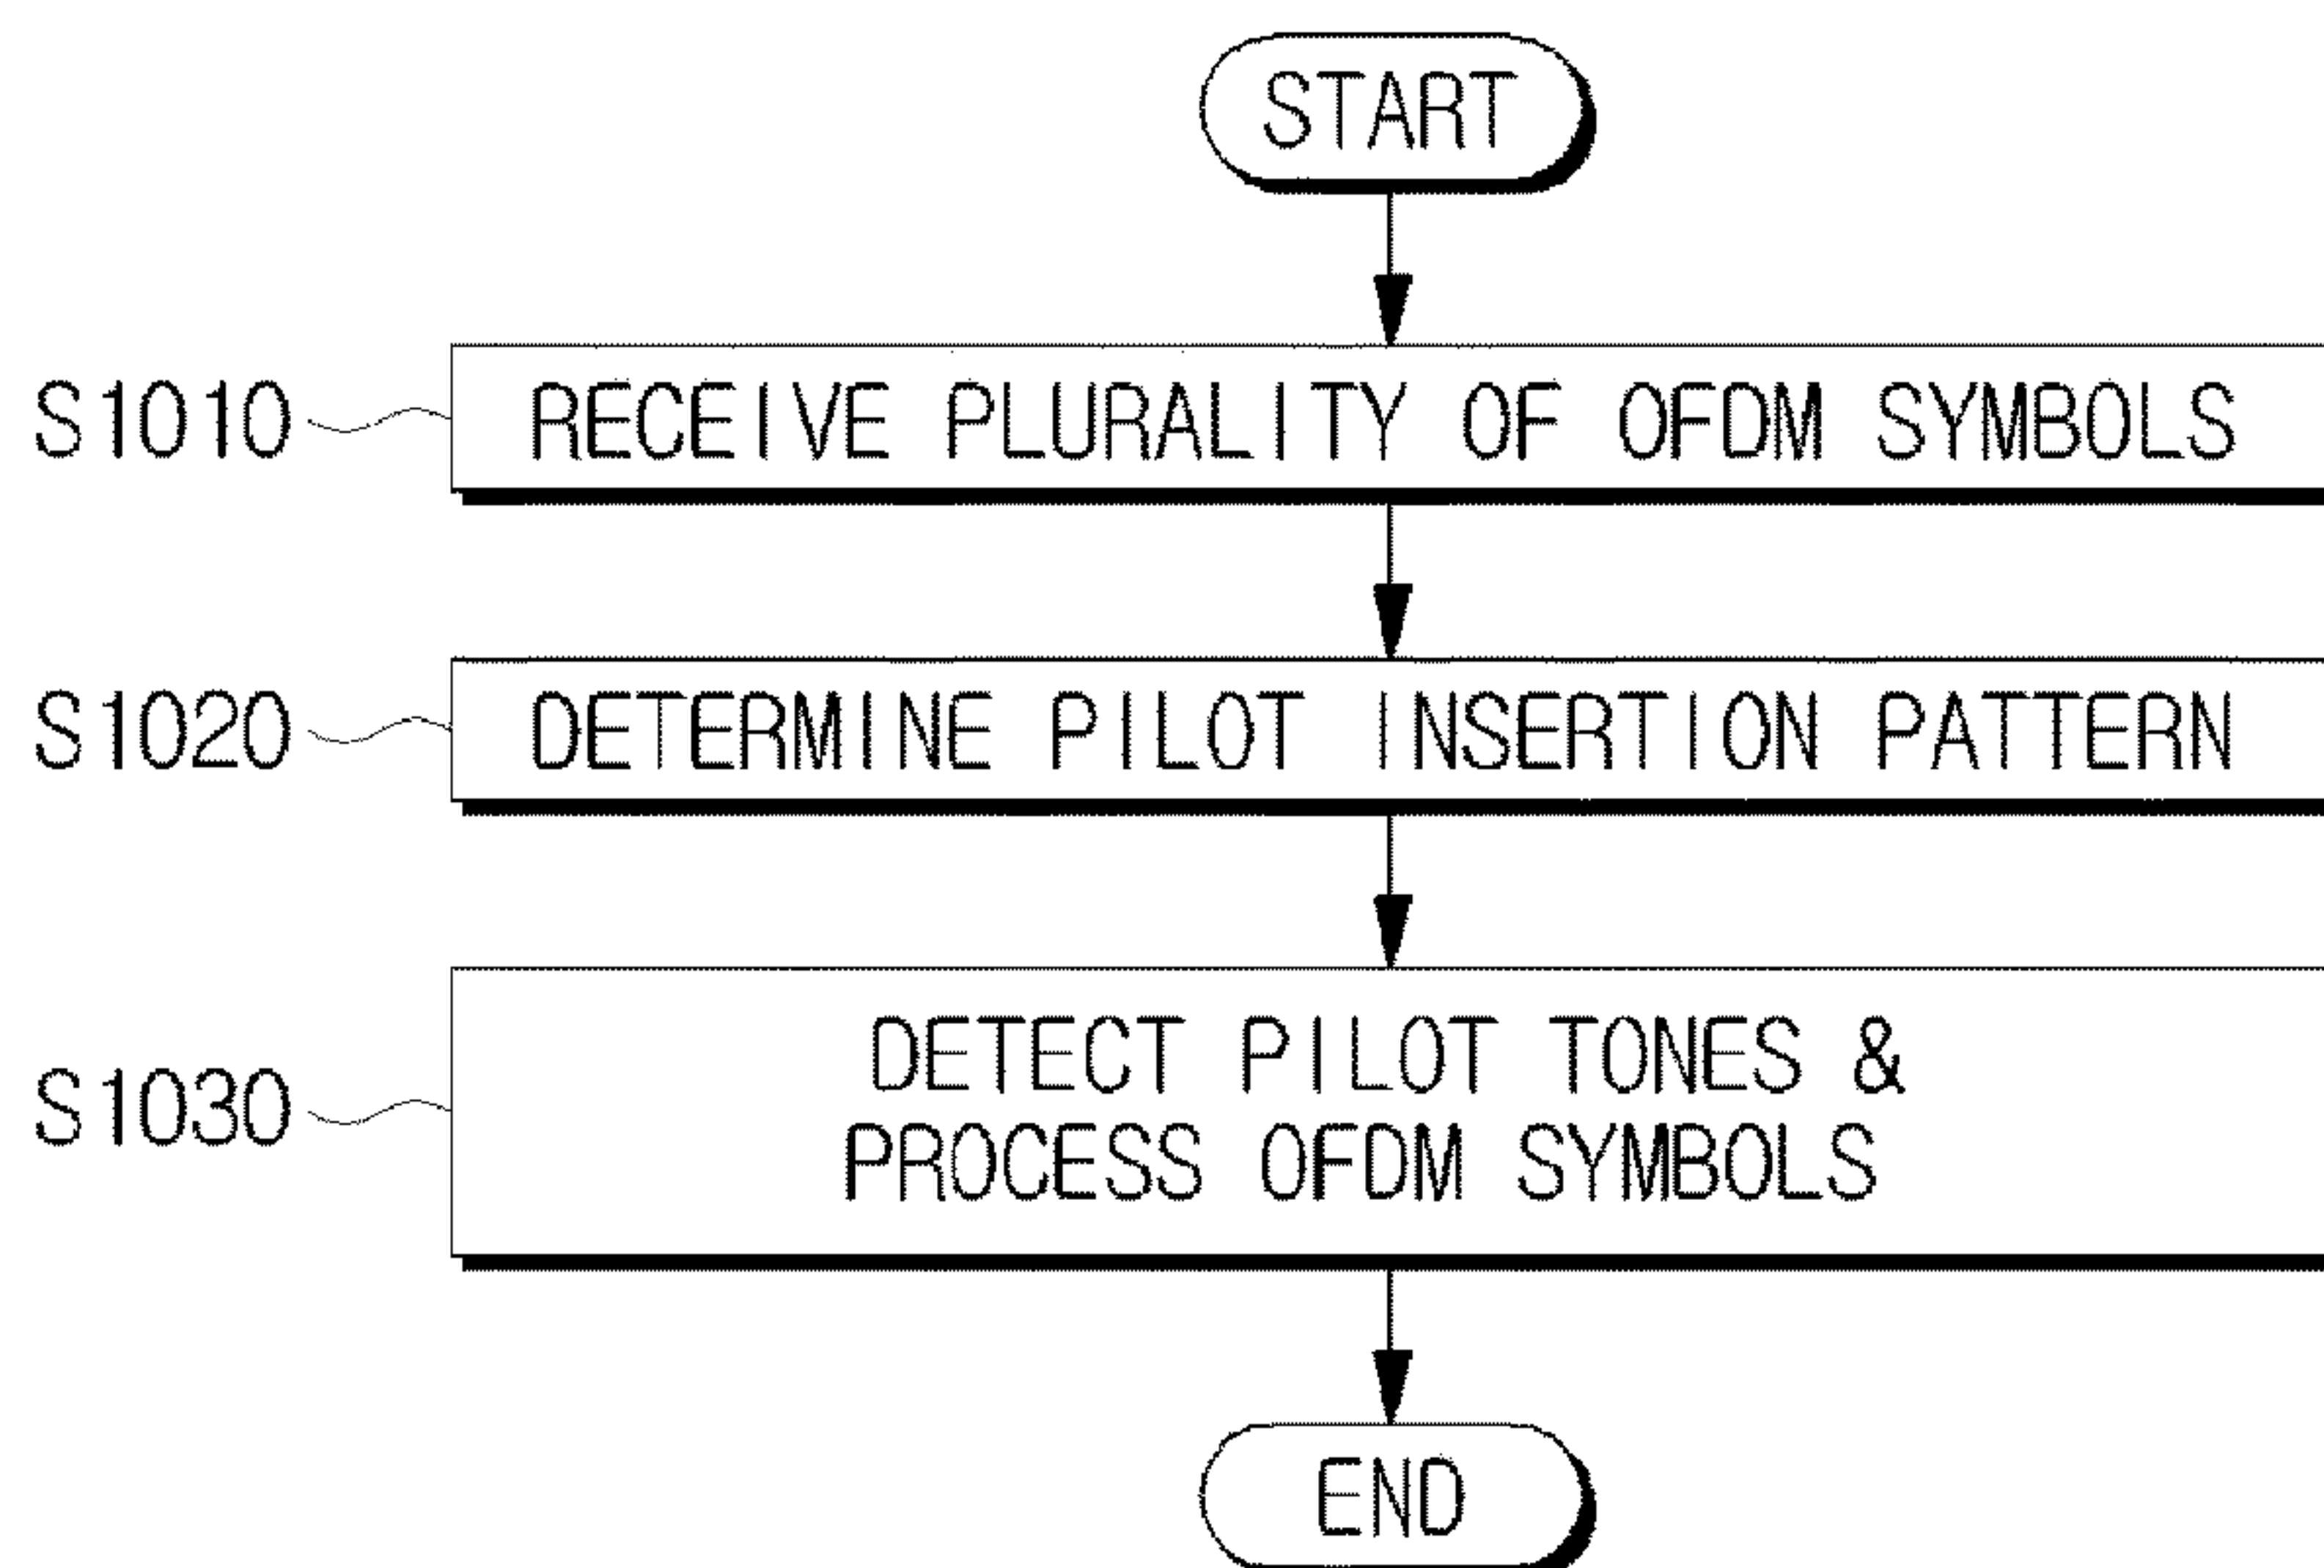 START
S1010 RECEIVE PLURALITY OF OFDM SYMBOLS
S1020 DETERMINE PILOT INSERTION PATTERN
S1030 DETECT PILOT TONES &
PROCESS OFDM SYMBOLS
END